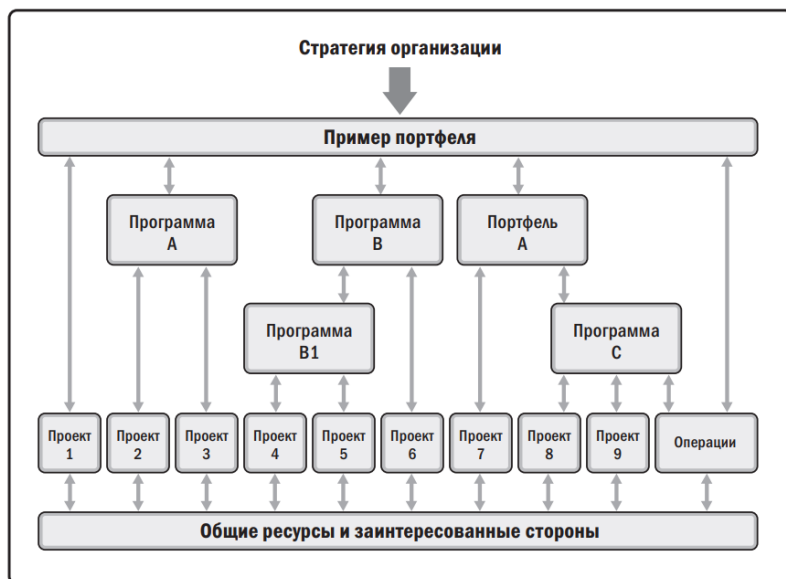 Стратегия организации
Пример портфеля
Программа
A
Программа
B
Портфель
A
Программа
B1
Программа
C
Проект
1
Проект
2
Проект
3
Проект
4
Проект
5
Проект
6
Проект
7
Проект
8
Проект
9
Операции
Общие ресурсы и заинтересованные стороны